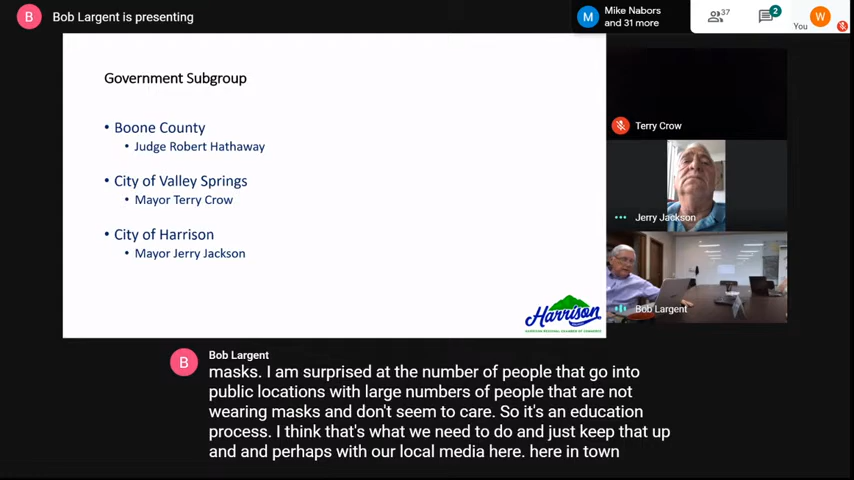 B
Bob Largent is presenting
M
Mike Nabors
and 31 more
37
2
You
W
Government Subgroup
• Boone County
• Judge Robert Hathaway
• City of Valley Springs
• Mayor Terry Crow
• City of Harrison
• Mayor Jerry Jackson
Harrison
HARRISON REGIONAL CHAMBER OF COMMERCE
Terry Crow
Jerry Jackson
Bob Largent
B
Bob Largent
masks. I am surprised at the number of people that go into
public locations with large numbers of people that are not
wearing masks and don't seem to care. So it's an education
process. I think that's what we need to do and just keep that up
and and perhaps with our local media here. here in town